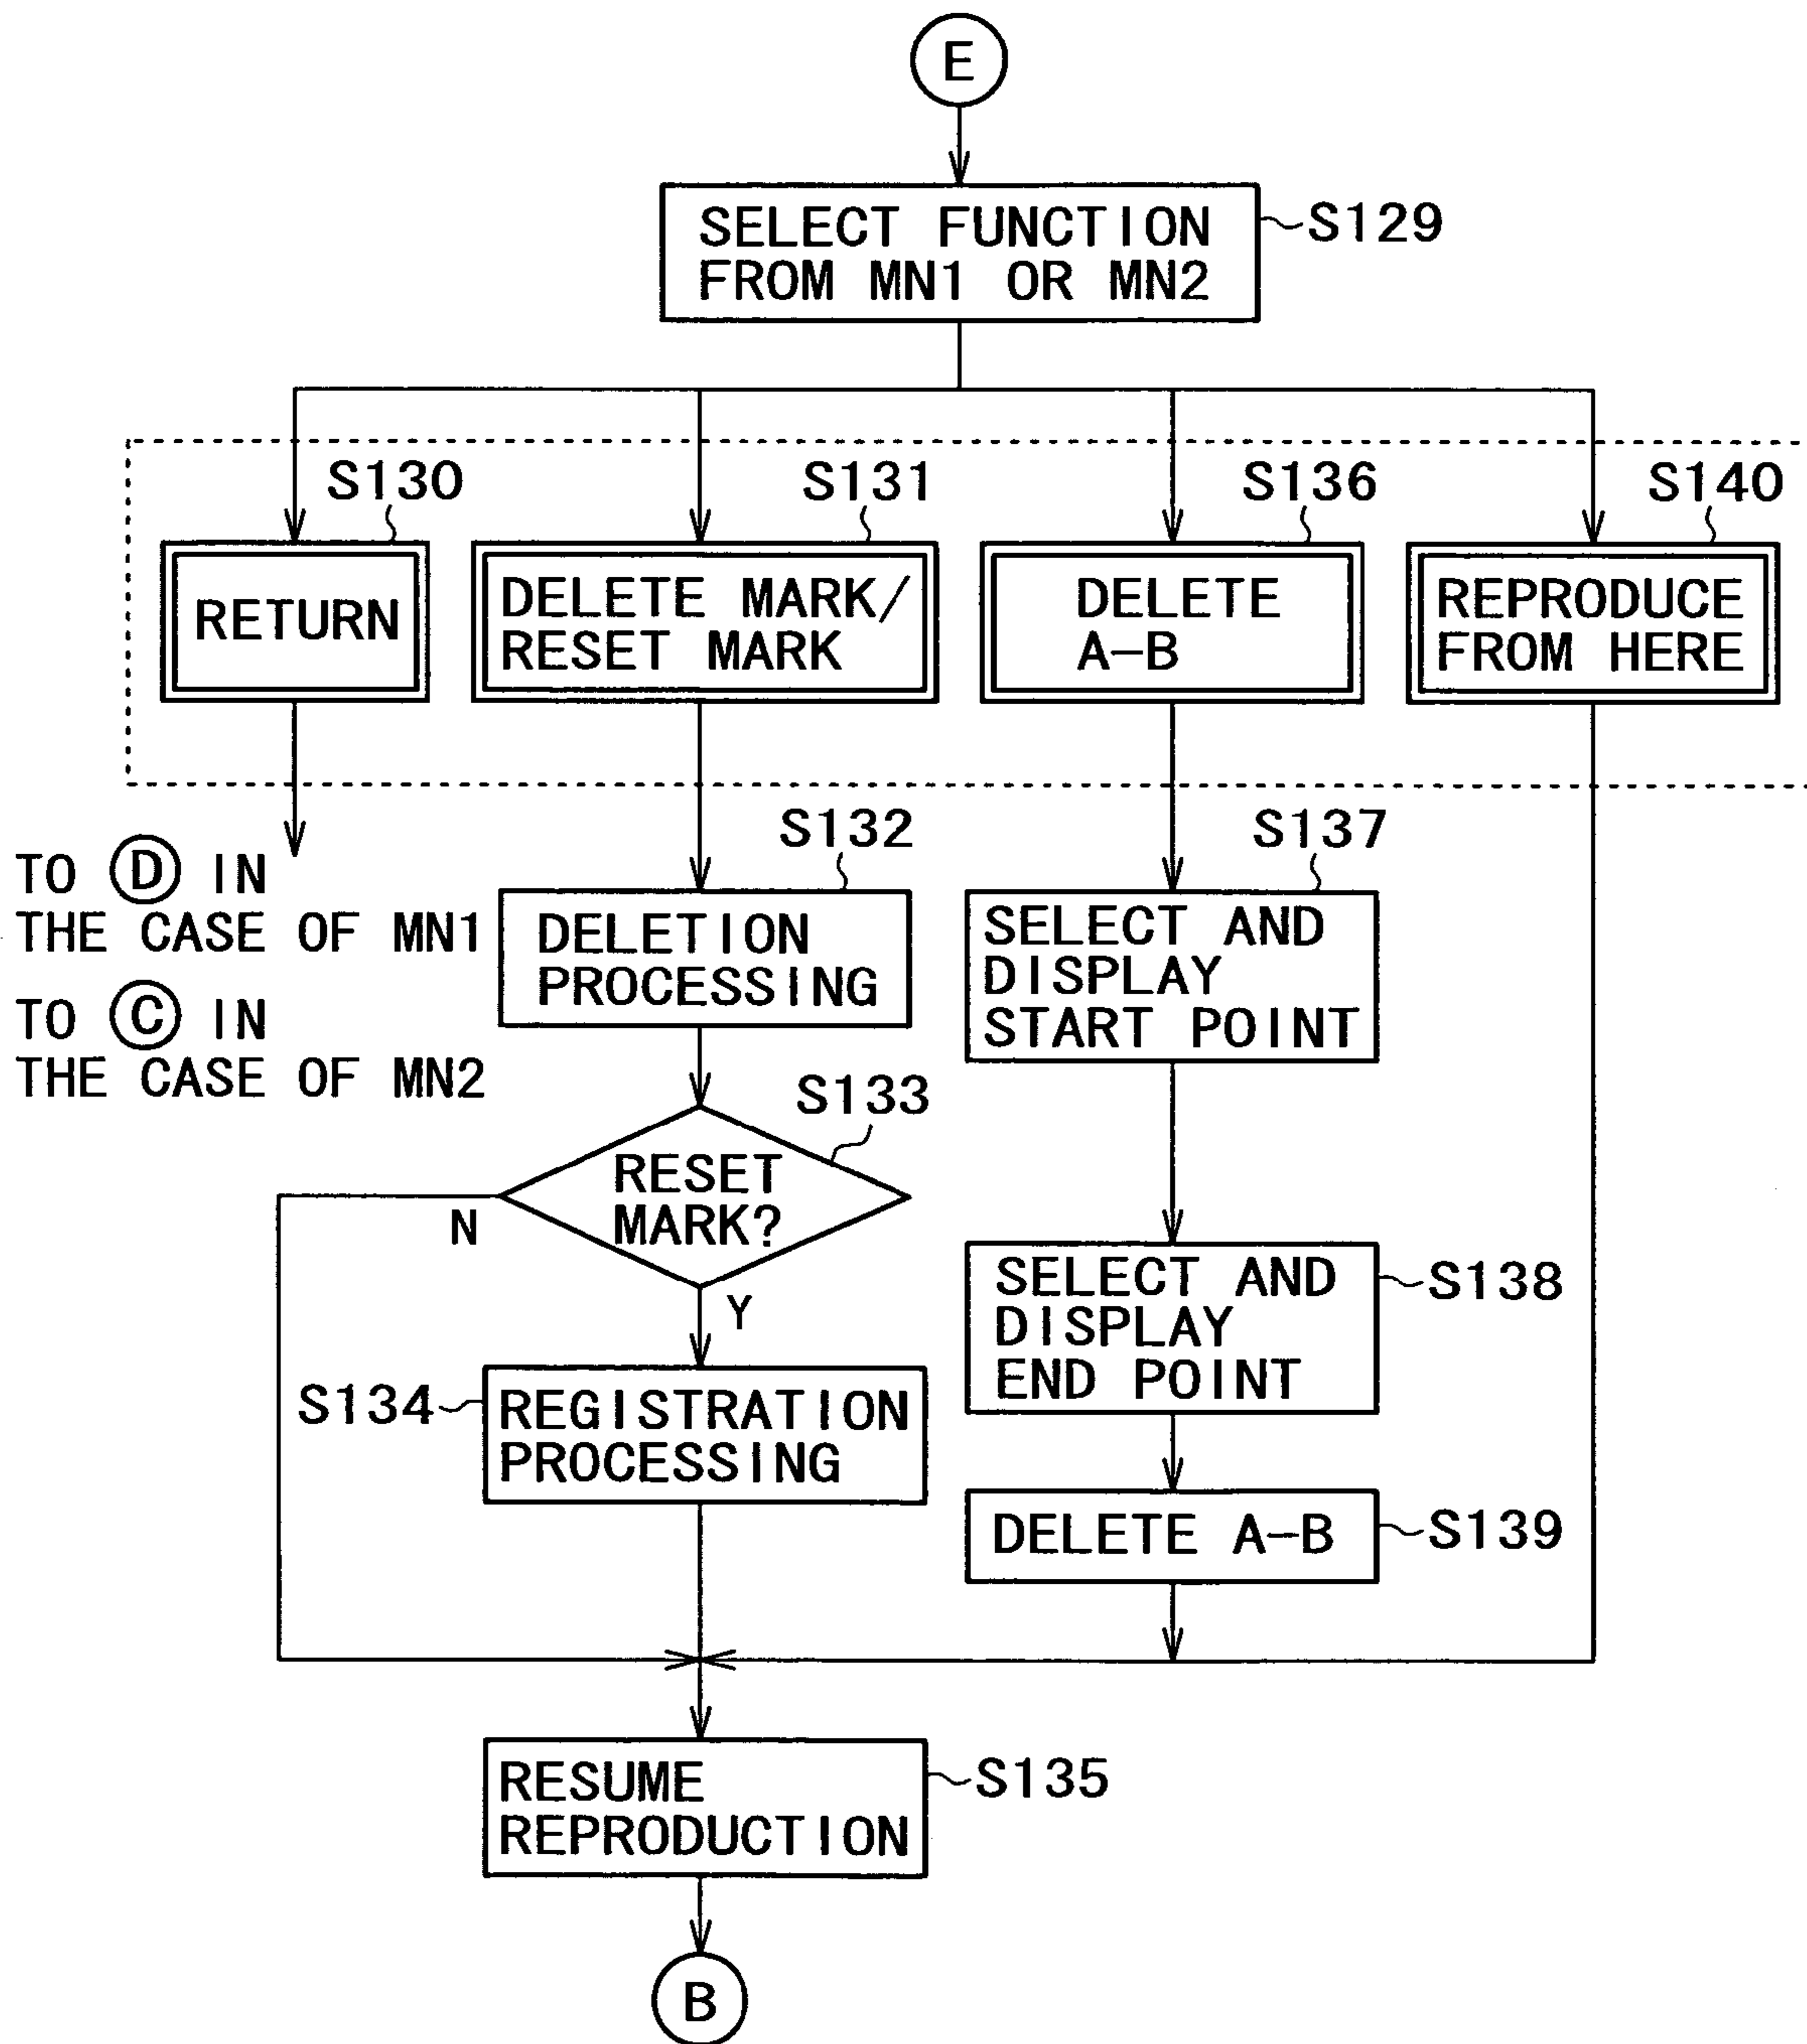 E
SELECT FUNCTION
FROM MN1 OR MN2
S129
S130
S131
S136
S140
RETURN
DELETE MARK/
RESET MARK
DELETE
A-B
REPRODUCE
FROM HERE
TO D IN
THE CASE OF MN1
TO C IN
THE CASE OF MN2
S132
DELETION
PROCESSING
S137
SELECT AND
DISPLAY
START POINT
S133
RESET
MARK?
N
Y
S138
SELECT AND
DISPLAY
END POINT
S134
REGISTRATION
PROCESSING
DELETE A-B
S139
RESUME
REPRODUCTION
S135
B